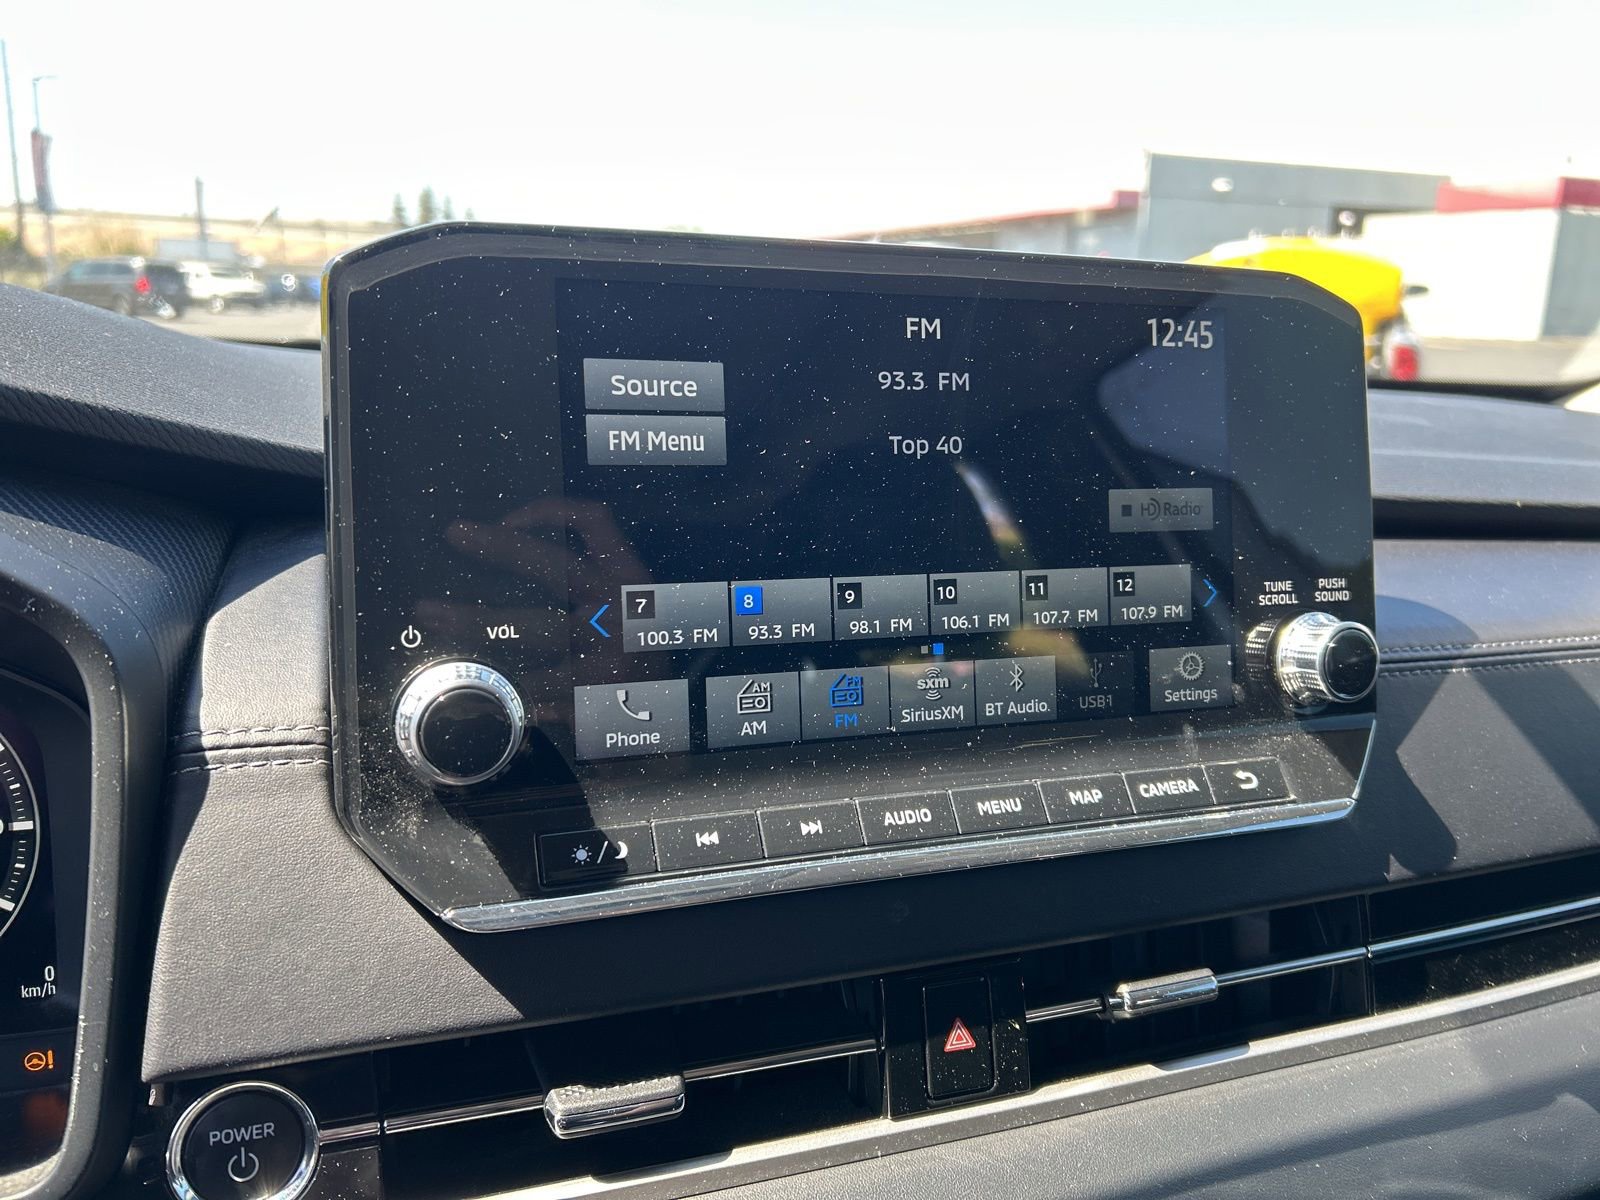 FM
12:45
Source
93.3 FM
FM Menu
Top 40
HD Radio
7
8
9
10
11
12
100.3 FM
93.3 FM
98.1 FM
106.1 FM
107.7 FM
107.9 FM
TUNE
SCROLL
PUSH
SOUND
VOL
Phone
AM
AM
FM
FM
sxm
SiriusXM
BT Audio
USB1
Settings
AUDIO
MENU
MAP
CAMERA
0
km/h
POWER